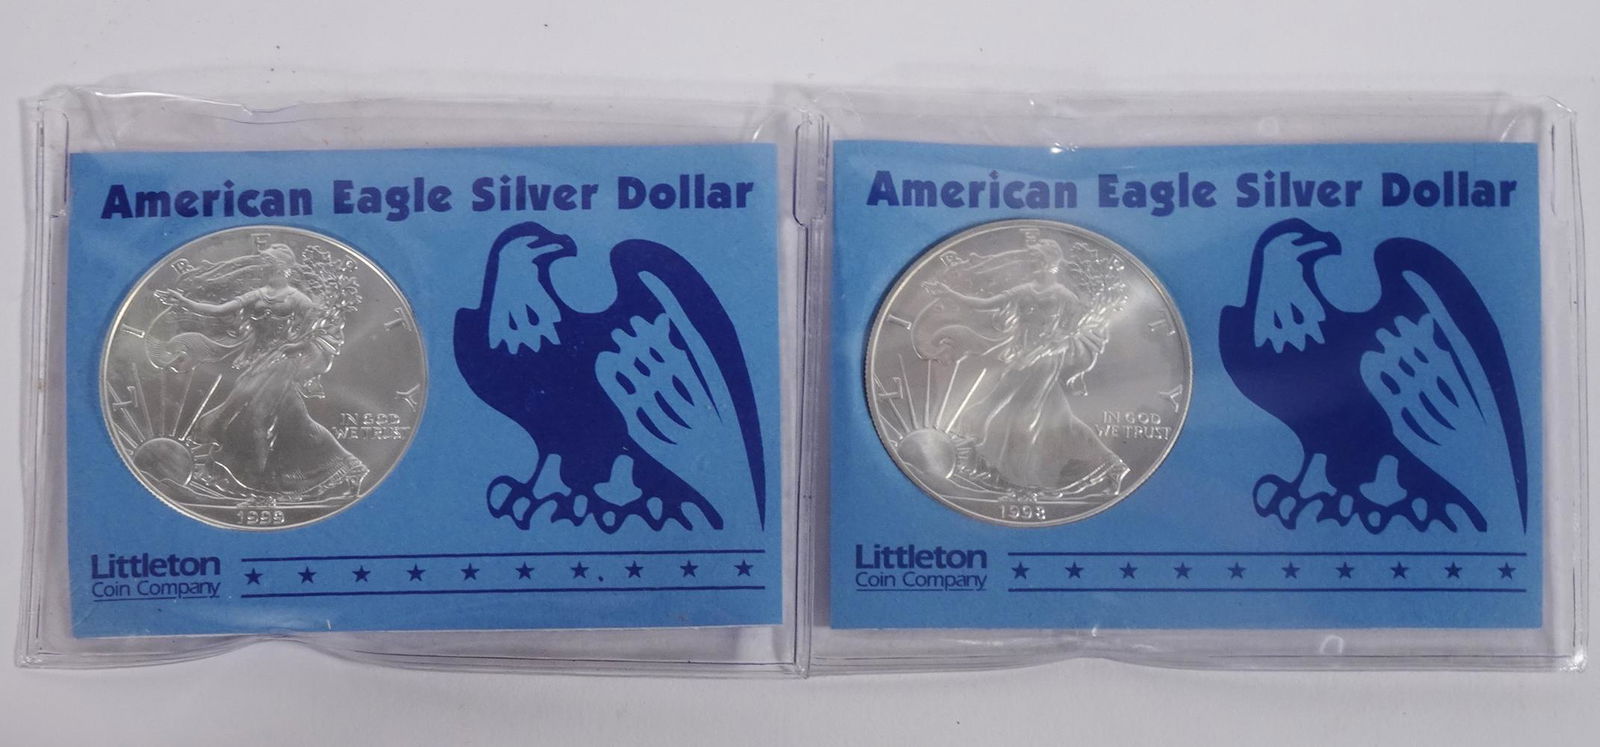 American Eagle Silver Dollar
LIBERTY
IN GOD
WE TRUST
1999
Littleton
Coin Company
American Eagle Silver Dollar
LIBERTY
IN GOD
WE TRUST
1998
Littleton
Coin Company